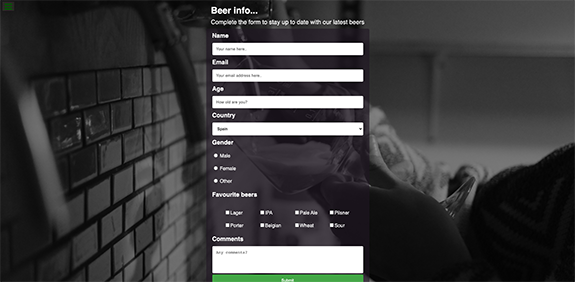 Beer info...
Complete the form to stay up to date with our latest beers
Name
Your name here..
Email
Your email address here..
Age
How old are you?
Country
Spain
Gender
Male
Female
Other
Favourite beers
Lager IPA Pale Ale Pilsner
Porter Belgian Wheat Sour
Comments
Any comments?
Submit